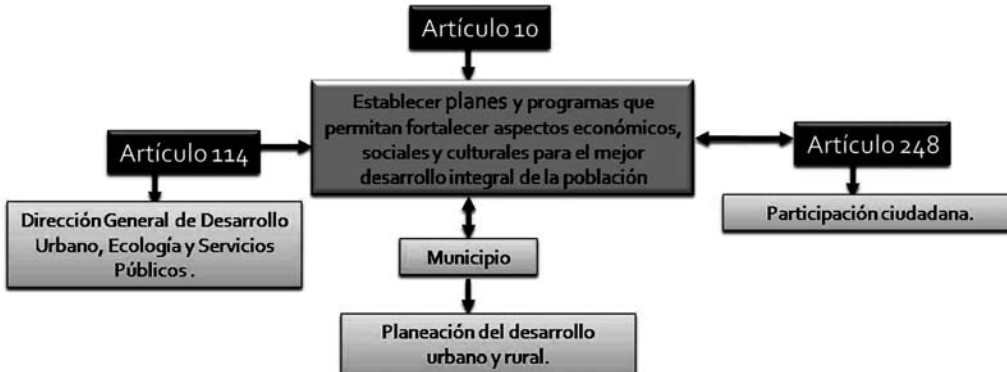 Artículo 10
Establecer planes y programas que
permitan fortalecer aspectos económicos,
sociales y culturales para el mejor
desarrollo integral de la población
Artículo 114
Artículo 248
Dirección General de Desarrollo
Urbano, Ecología y Servicios
Públicos .
Participación ciudadana.
Municipio
Planeación del desarrollo
urbano y rural.